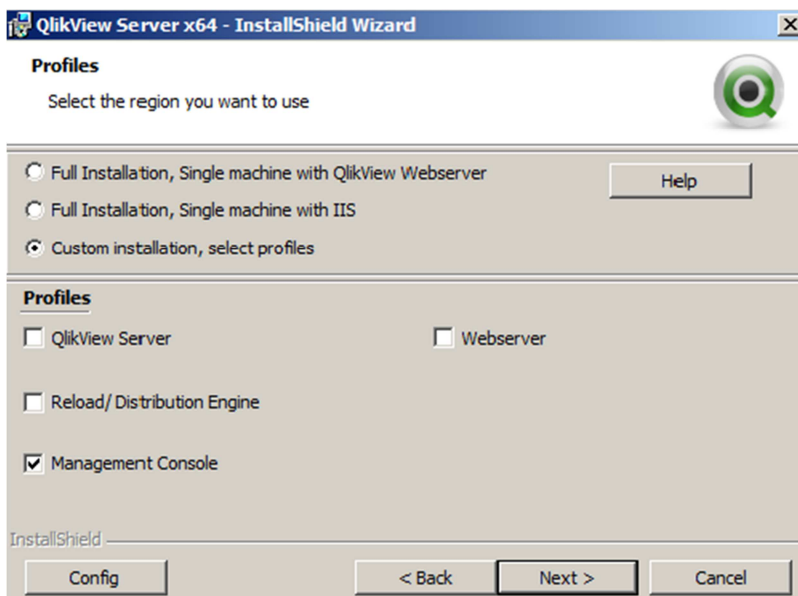 QlikView Server x64 - InstallShield Wizard
Profiles
Select the region you want to use
Full Installation, Single machine with QlikView Webserver
Help
Full Installation, Single machine with IIS
Custom installation, select profiles
Profiles
QlikView Server
Webserver
Reload/Distribution Engine
Management Console
InstallShield
Config
< Back
Next >
Cancel